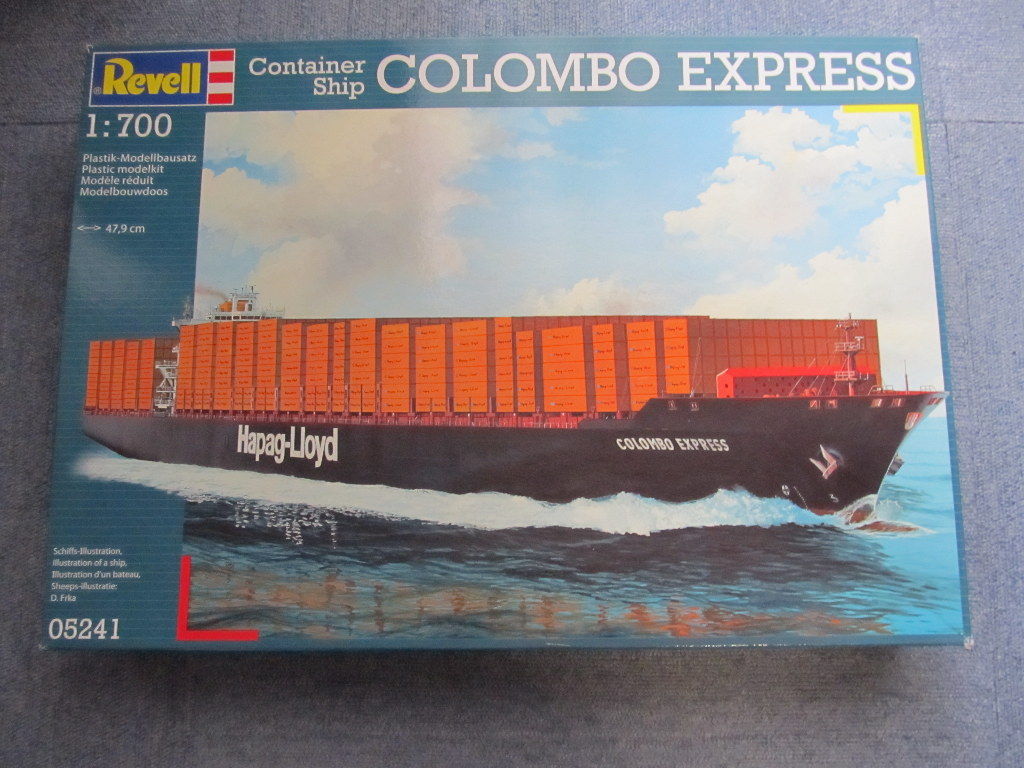 Revell
Container
Ship
COLOMBO EXPRESS
1:700
Plastik-Modellbausatz
Plastic modelkit
Modèle réduit
Modelbouwdoos
47,9 cm
Hapag-Lloyd
COLOMBO EXPRESS
Schiffs-Illustration,
Illustration of a ship,
Illustration d'un bateau,
Sheeps-illustratie:
D. Frka
05241